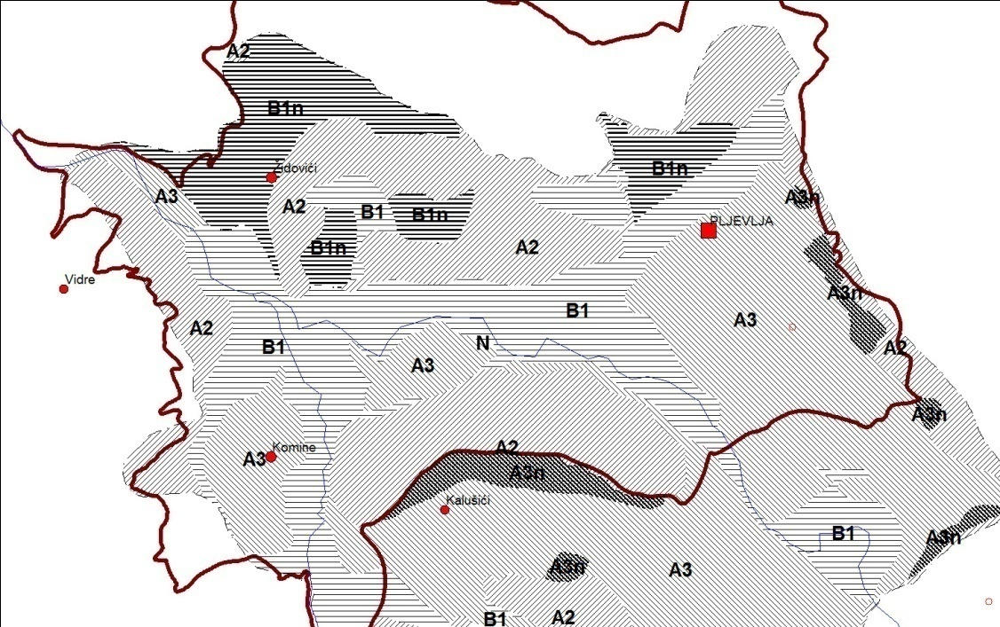 A2
B1n
Židovići
B1n
A3
A3n
A2
B1
B1n
PLJEVLJA
B1n
A2
Vidre
A3n
B1
A3
A2
B1
N
A2
A3
A3n
A2
Komine
A3
A3n
Kalušići
B1
A3n
A3n
A3
B1
A2